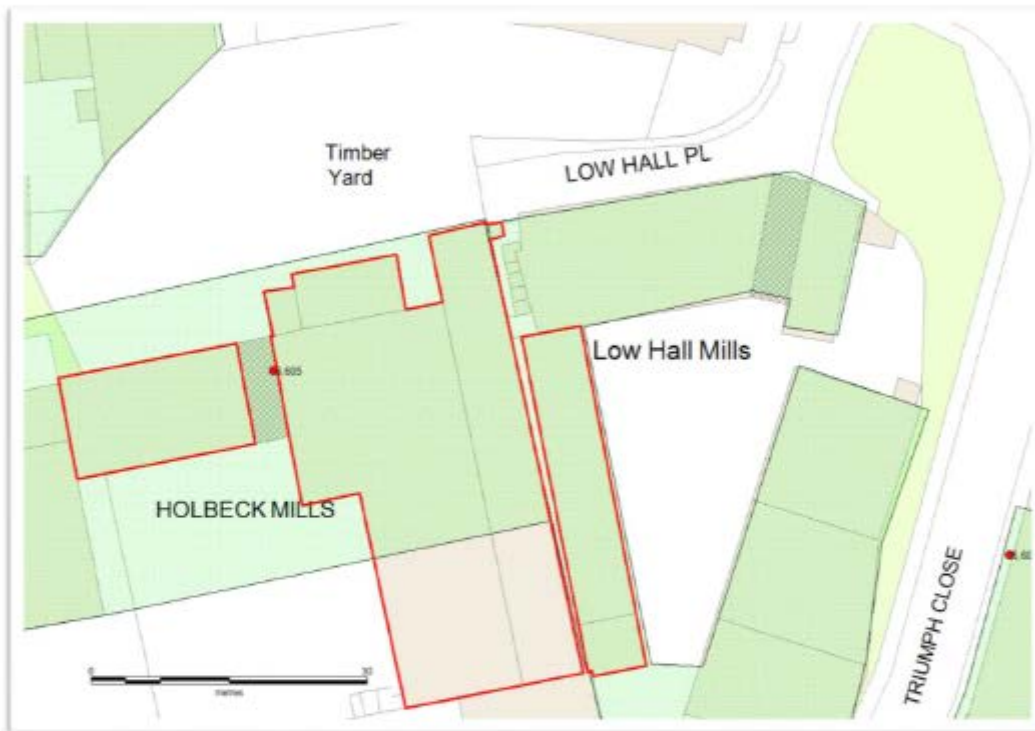 Timber
Yard
LOW HALL PL
Low Hall Mills
HOLBECK MILLS
TRIUMPH CLOSE
0
30
metres